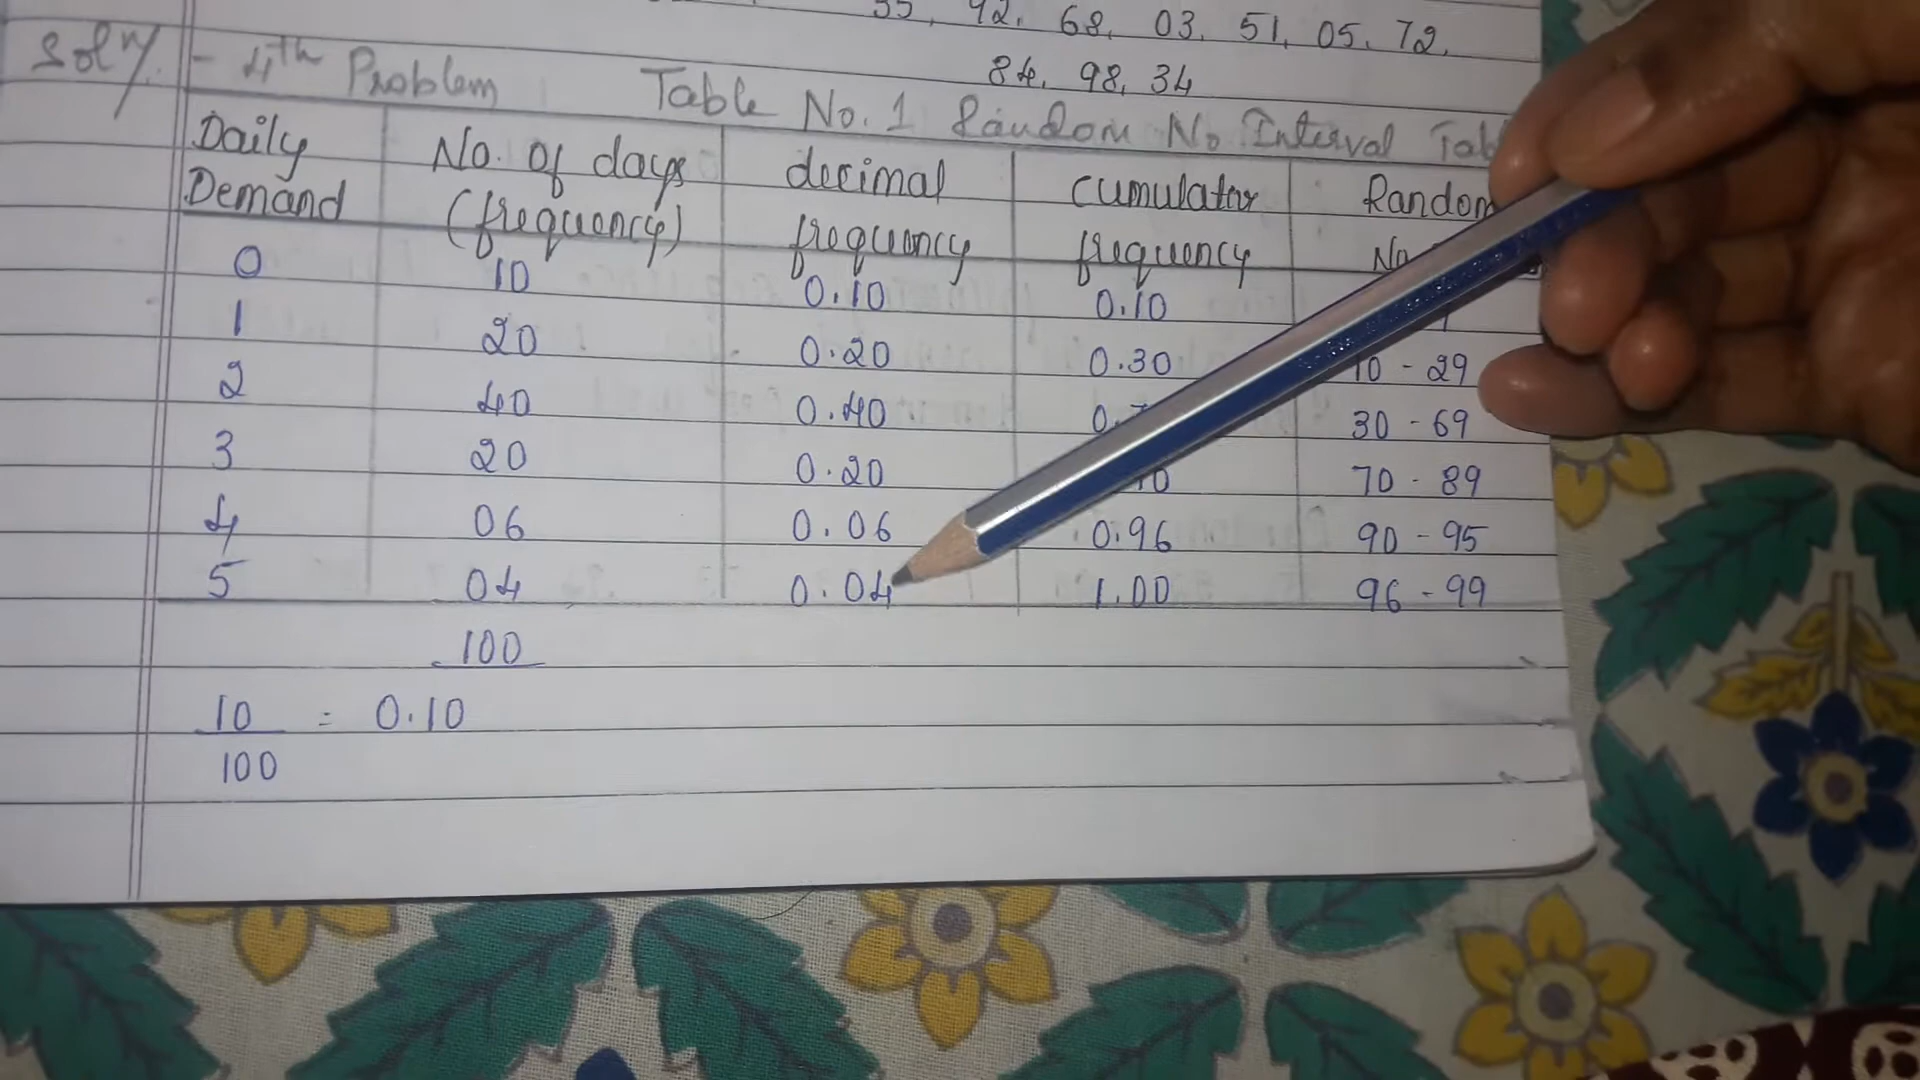 92, 68, 03, 51, 05, 72,
84, 98, 34
Soln/. - 4th Problem Table No. 1 Random No Interval
Daily Demand No. of days (frequency) decimal frequency cumulative frequency Random No
0 10 0.10 0.10
1 20 0.20 0.30 10 - 29
2 40 0.40 30 - 69
3 20 0.20 70 - 89
4 06 0.06 0.96 90 - 95
5 04 0.04 1.00 96 - 99
100
10 = 0.10
100